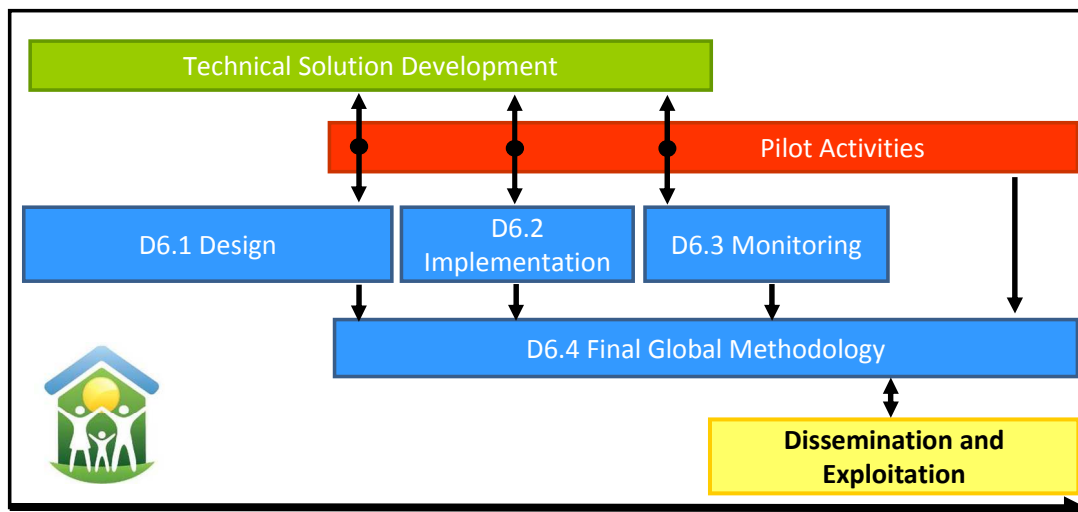 Technical Solution Development
Pilot Activities
D6.1 Design
D6.2
Implementation
D6.3 Monitoring
D6.4 Final Global Methodology
Dissemination and
Exploitation